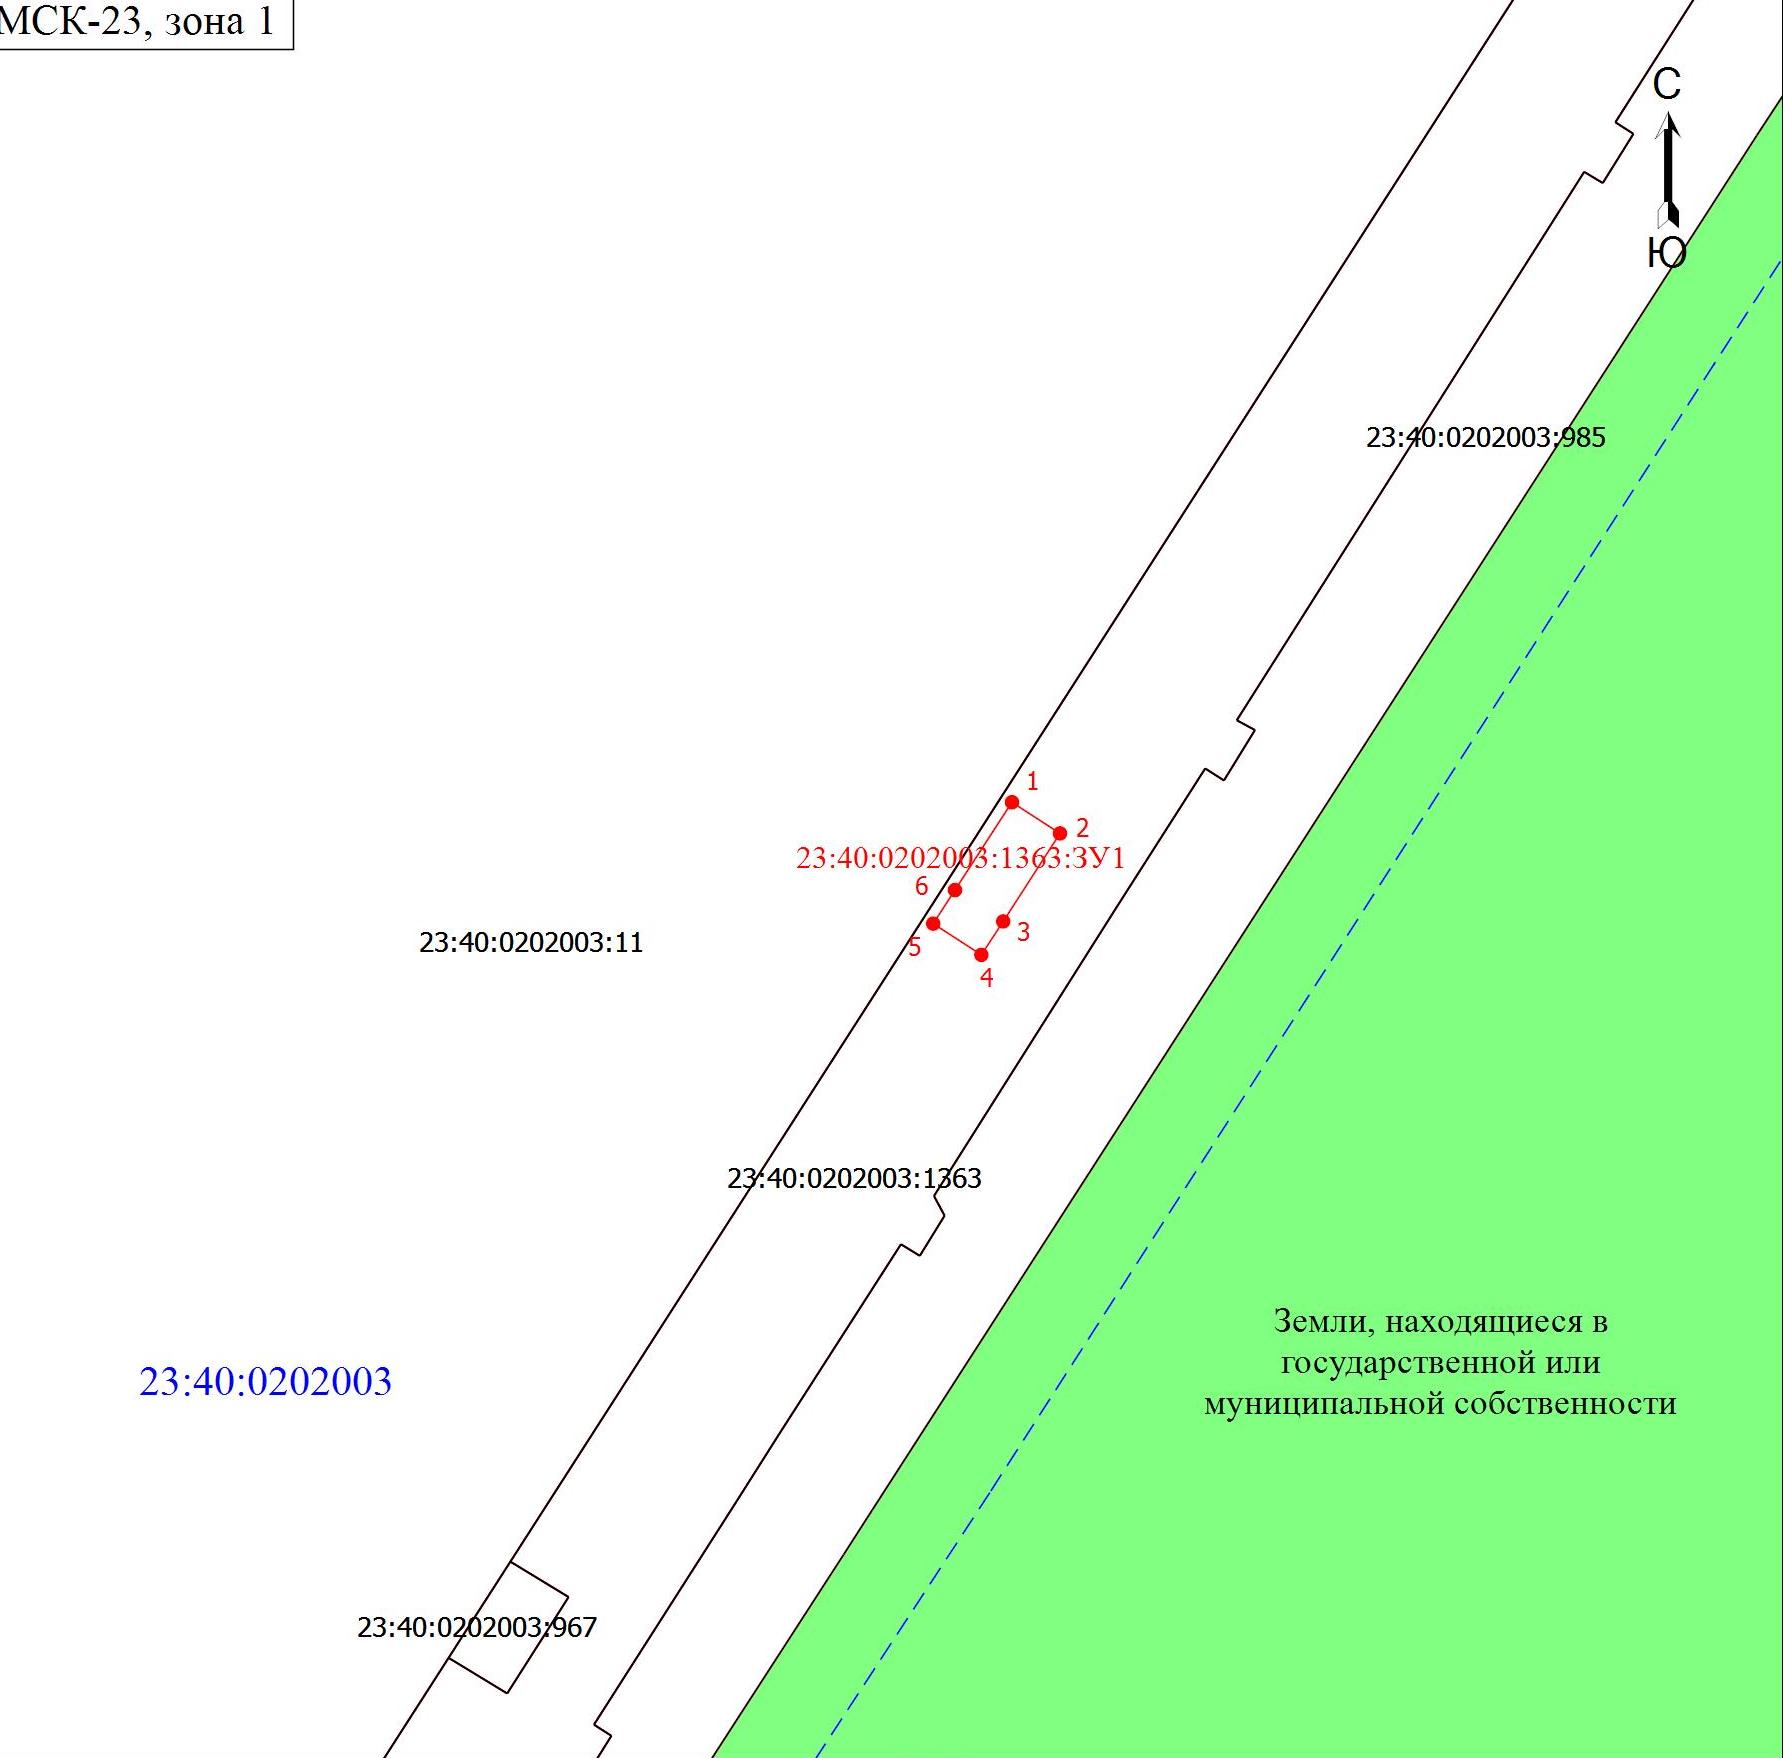 МСК-23, зона 1
С
Ю
23:40:0202003:985
1
2
23:40:0202003:1363:ЗУ1
6
3
5
23:40:0202003:11
4
23:40:0202003:1363
Земли, находящиеся в
государственной или
муниципальной собственности
23:40:0202003
23:40:0202003:967